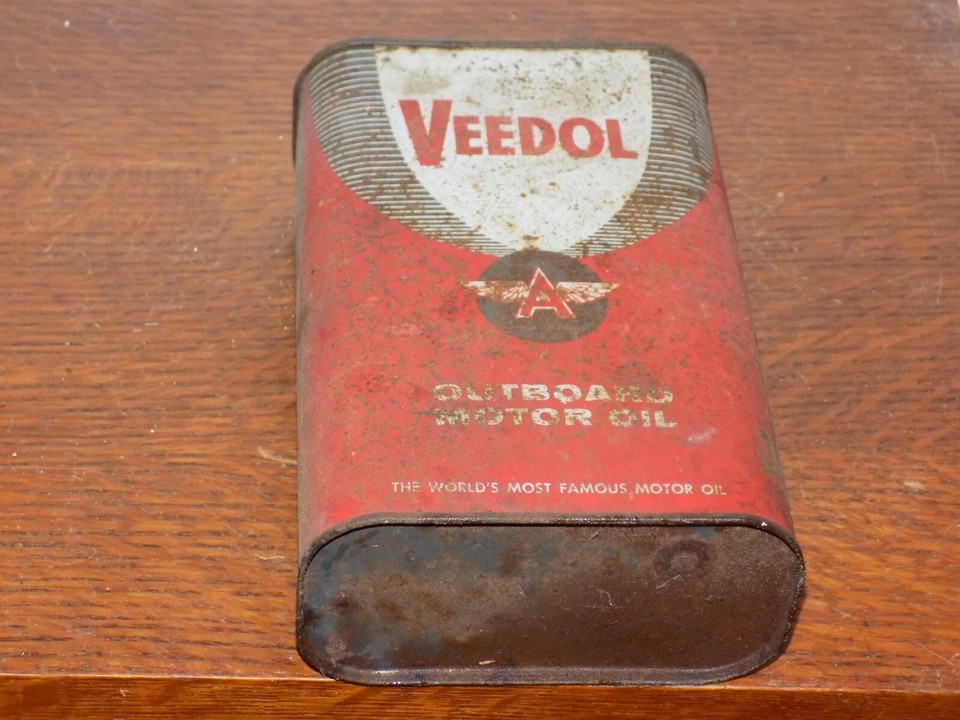 VEEDOL
A
OUTBOARD
MOTOR OIL
THE WORLD'S MOST FAMOUS MOTOR OIL